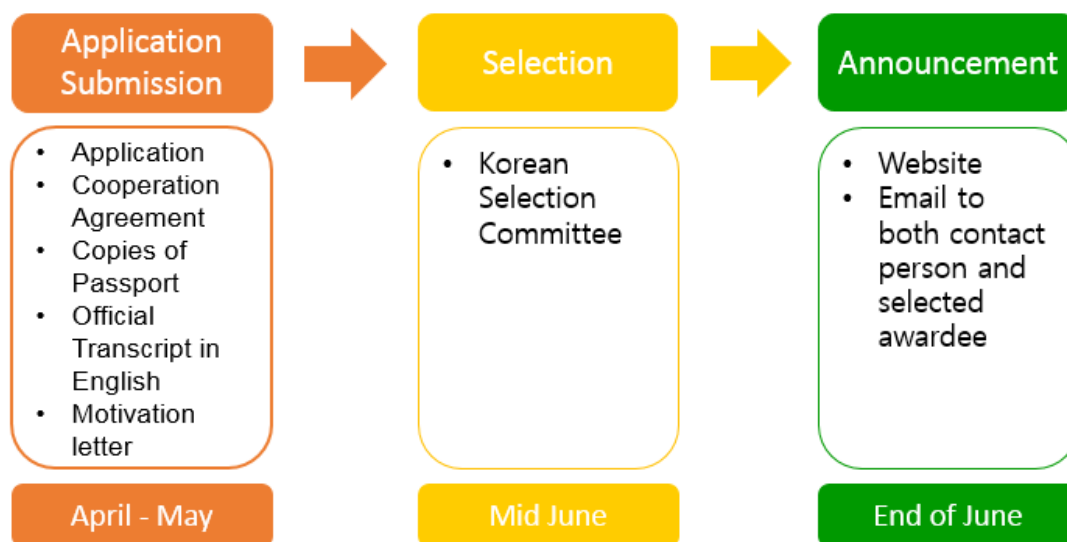 Application
Submission
Selection
Announcement
• Application
• Cooperation
Agreement
• Copies of
Passport
• Official
Transcript in
English
• Motivation
letter
• Korean
Selection
Committee
• Website
• Email to
both contact
person and
selected
awardee
April - May
Mid June
End of June